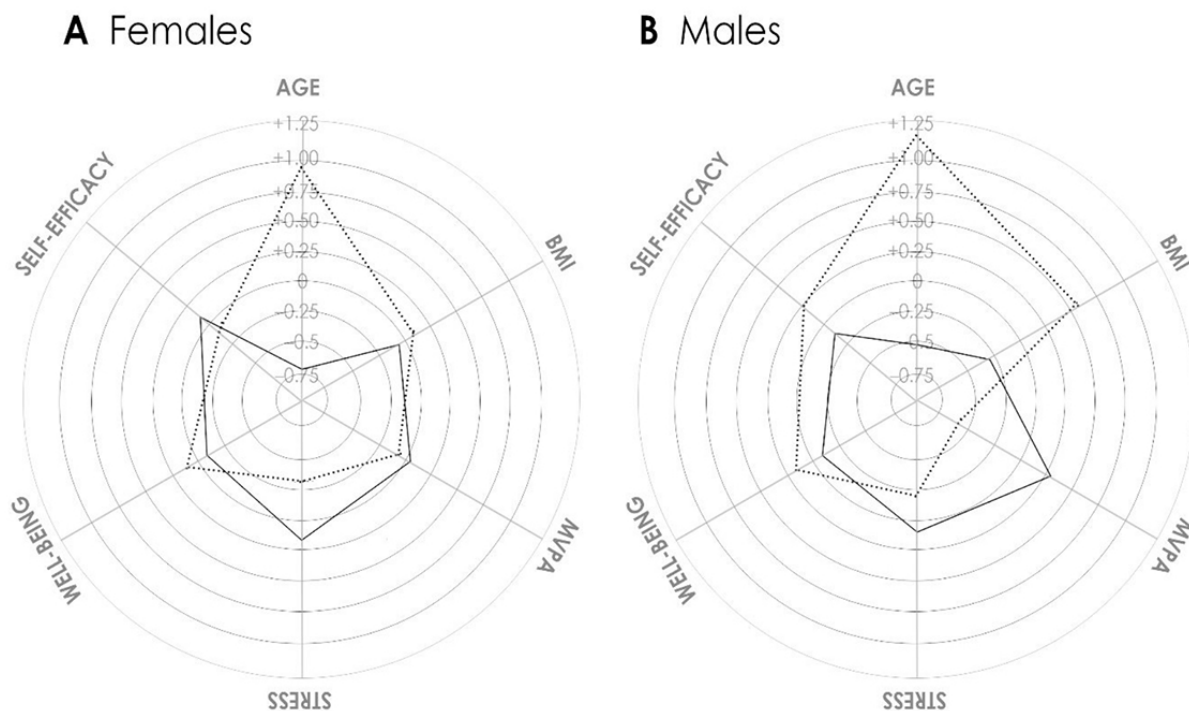 A Females
AGE
+1.25
+1.00
+0.75
+0.50
+0.25
0
−0.25
−0.5
−0.75
SELF-EFFICACY
BMI
WELL-BEING
MVPA
STRESS
B Males
AGE
+1.25
+1.00
+0.75
+0.50
+0.25
0
−0.25
−0.5
−0.75
SELF-EFFICACY
BMI
WELL-BEING
MVPA
STRESS